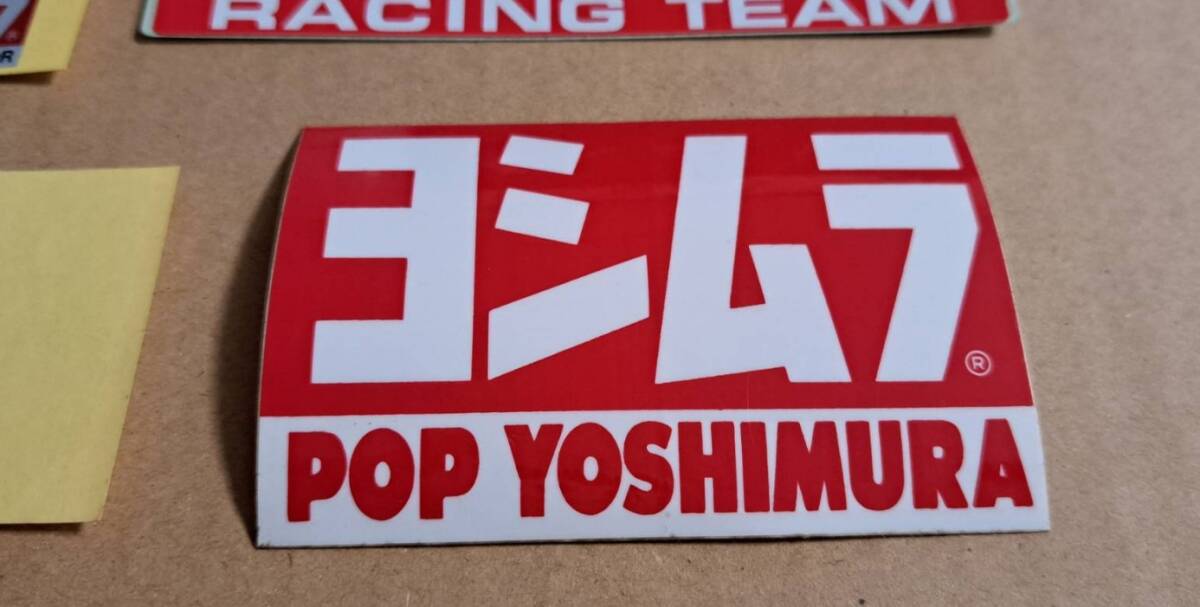 RACING TEAM
R
ヨシムラ®
POP YOSHIMURA